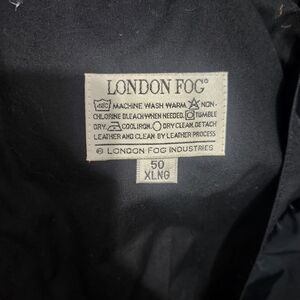 LONDON FOG®
MACHINE WASH WARM NON-
CHLORINE BLEACH WHEN NEEDED. TUMBLE
DRY. COOL IRON. DRY CLEAN. DETACH
LEATHER AND CLEAN BY LEATHER PROCESS
© LONDON FOG INDUSTRIES
50
XLNG